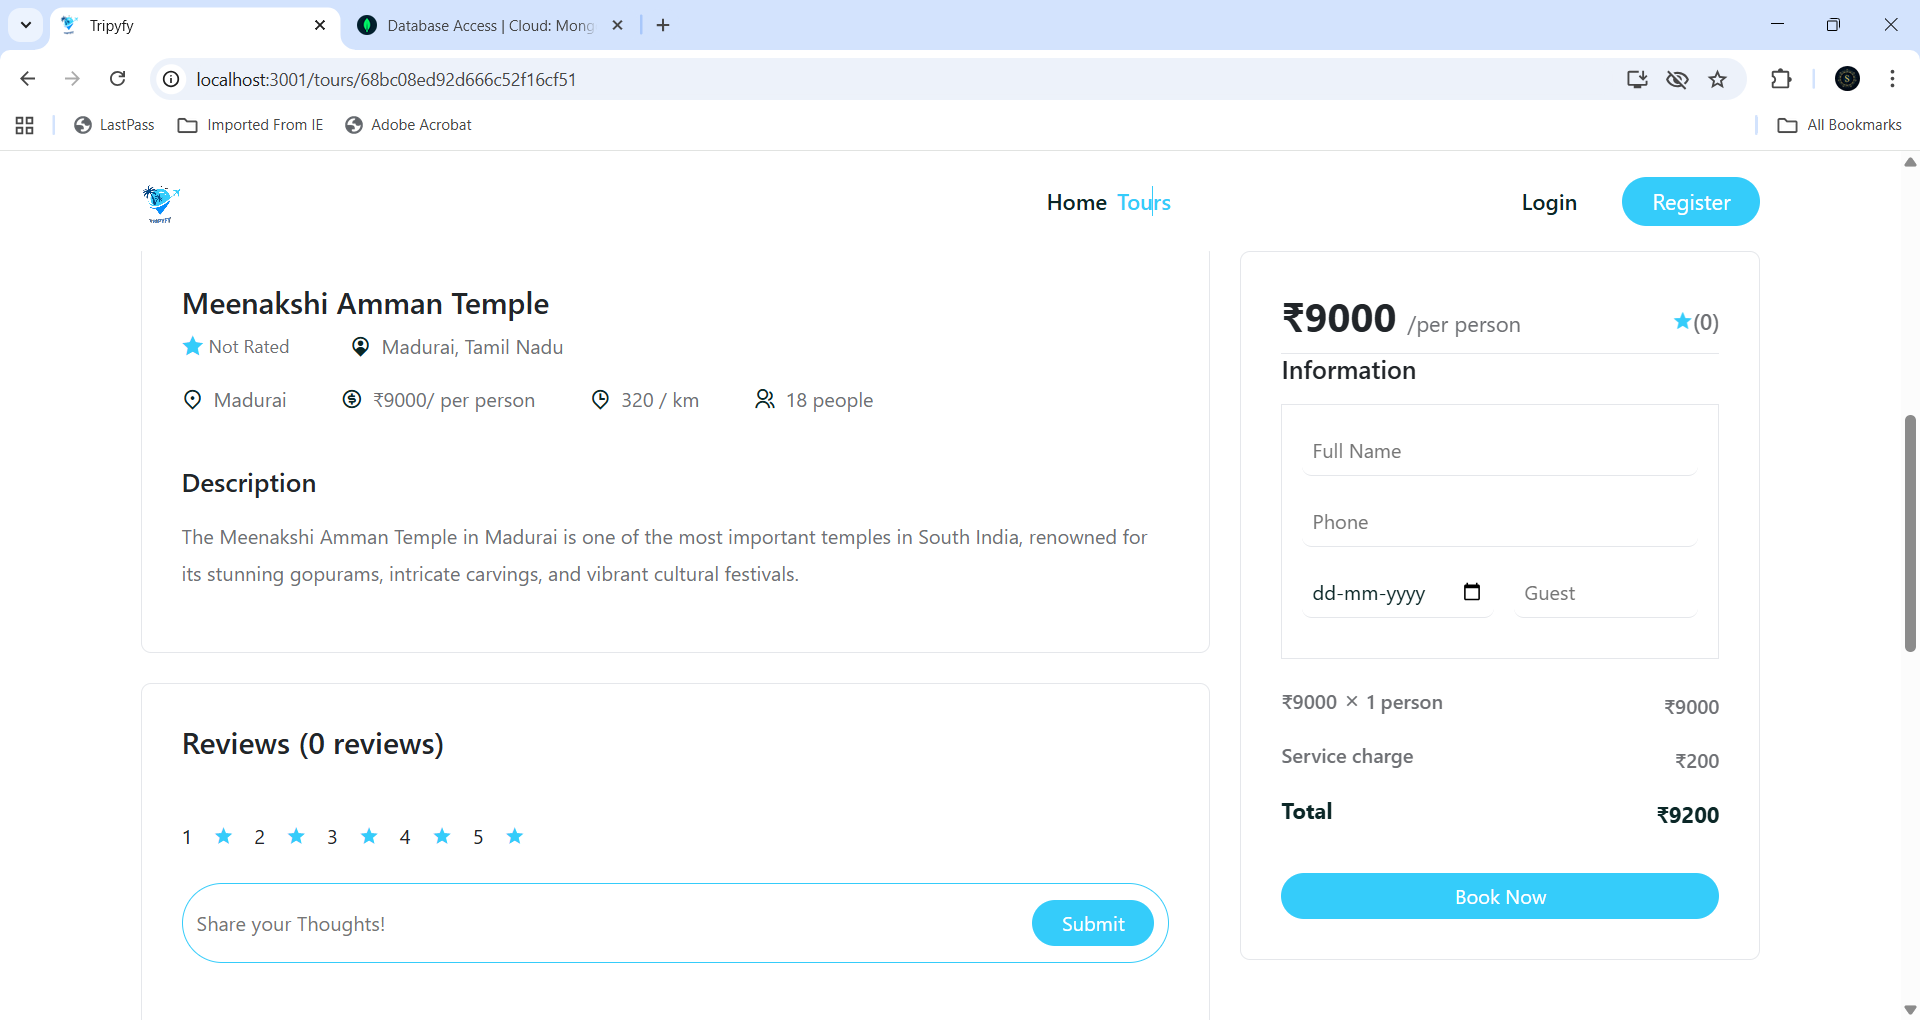 Tripyfy
Database Access | Cloud: Mong
localhost:3001/tours/68bc08ed92d666c52f16cf51
LastPass
Imported From IE
Adobe Acrobat
All Bookmarks
TRIPYFY
Home
Tours
Login
Register
Meenakshi Amman Temple
Not Rated
Madurai, Tamil Nadu
Madurai
₹9000/ per person
320 / km
18 people
Description
The Meenakshi Amman Temple in Madurai is one of the most important temples in South India, renowned for
its stunning gopurams, intricate carvings, and vibrant cultural festivals.
Reviews (0 reviews)
1 ★ 2 ★ 3 ★ 4 ★ 5 ★
Share your Thoughts!
Submit
₹9000 /per person
★(0)
Information
Full Name
Phone
dd-mm-yyyy
Guest
₹9000 × 1 person
₹9000
Service charge
₹200
Total
₹9200
Book Now